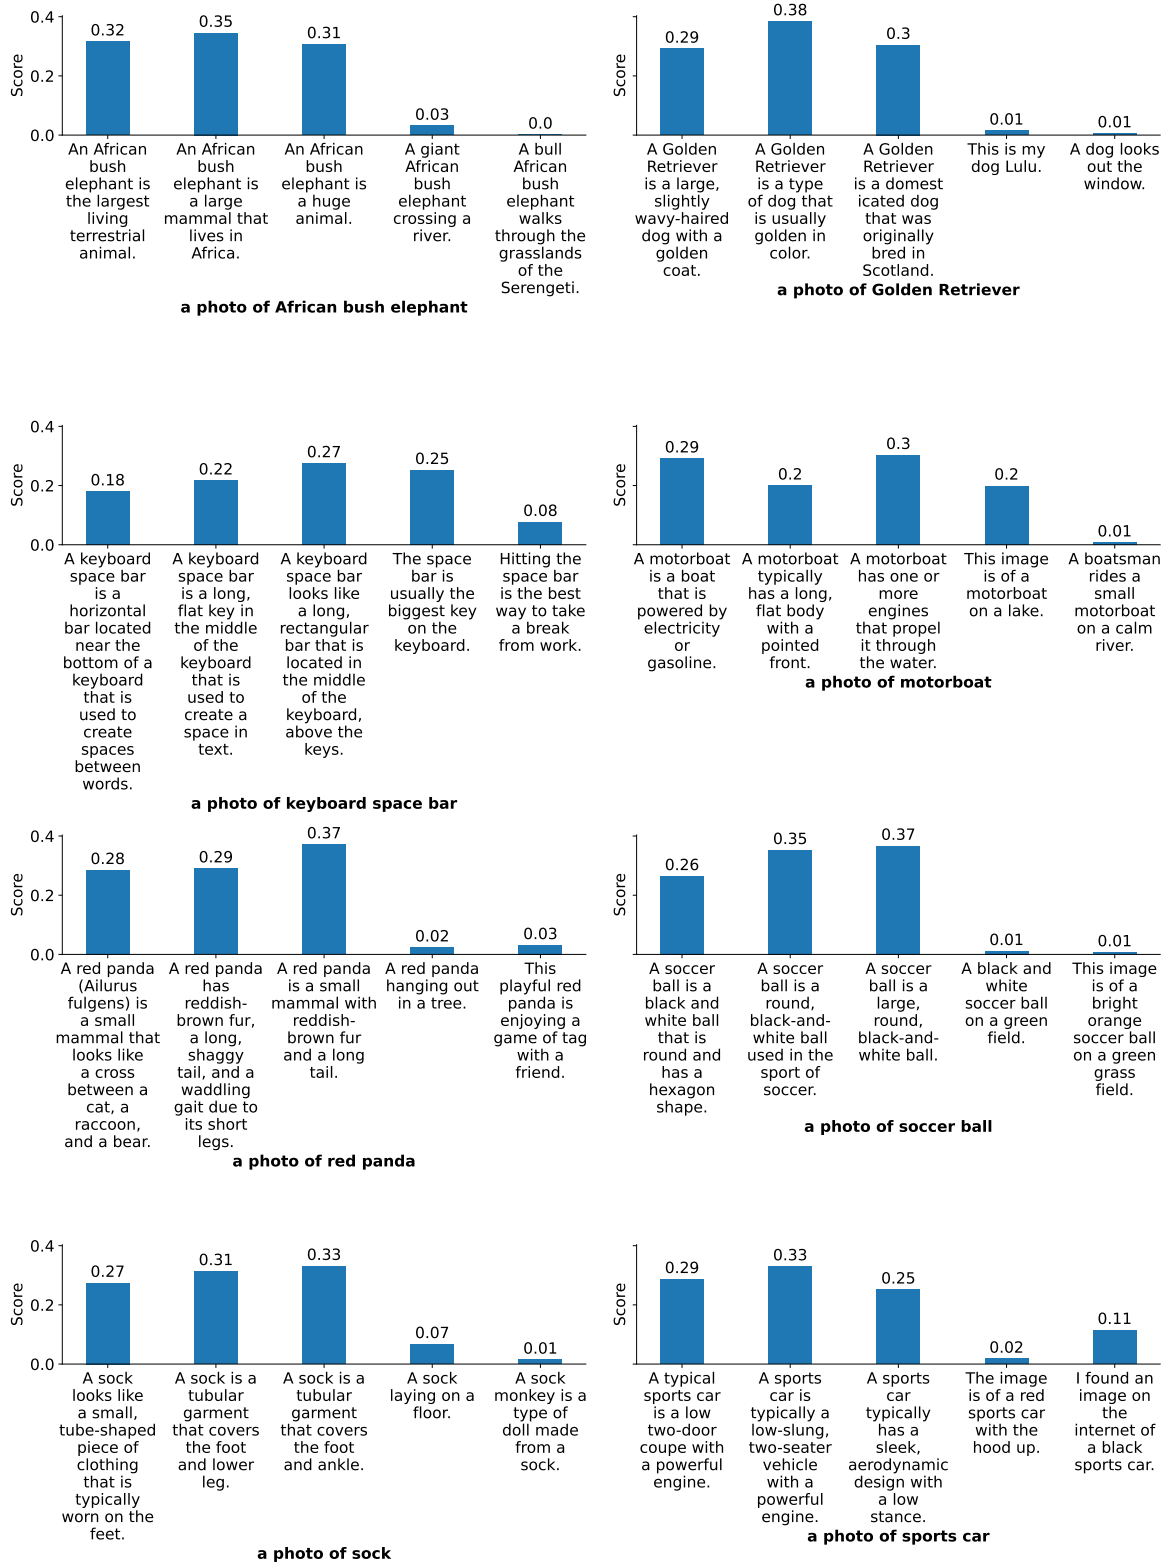 0.4
0.2
0.0
Score
0.32
0.35
0.31
0.03
0.0
An African
bush
elephant is
the largest
living
terrestrial
animal.
An African
bush
elephant is
a large
mammal that
lives in
Africa.
An African
bush
elephant is
a huge
animal.
A giant
African
bush
elephant
crossing a
river.
A bull
African
bush
elephant
walks
through the
grasslands
of the
Serengeti.
a photo of African bush elephant
Score
0.29
0.38
0.3
0.01
0.01
A Golden
Retriever
is a large,
slightly
wavy-haired
dog with a
golden
coat.
A Golden
Retriever
is a type
of dog that
is usually
golden in
color.
A Golden
Retriever
is a domest
icated dog
that was
originally
bred in
Scotland.
This is my
dog Lulu.
A dog looks
out the
window.
a photo of Golden Retriever
0.4
0.2
0.0
Score
0.18
0.22
0.27
0.25
0.08
A keyboard
space bar
is a
horizontal
bar located
near the
bottom of a
keyboard
that is
used to
create
spaces
between
words.
A keyboard
space bar
is a long,
flat key in
the middle
of the
keyboard
that is
used to
create a
space in
text.
A keyboard
space bar
looks like
a long,
rectangular
bar that is
located in
the middle
of the
keyboard,
above the
keys.
The space
bar is
usually the
biggest key
on the
keyboard.
Hitting the
space bar
is the best
way to take
a break
from work.
a photo of keyboard space bar
Score
0.29
0.2
0.3
0.2
0.01
A motorboat
is a boat
that is
powered by
electricity
or
gasoline.
A motorboat
typically
has a long,
flat body
with a
pointed
front.
A motorboat
has one or
more
engines
that propel
it through
the water.
This image
is of a
motorboat
on a lake.
A boatsman
rides a
small
motorboat
on a calm
river.
a photo of motorboat
0.4
0.2
0.0
Score
0.28
0.29
0.37
0.02
0.03
A red panda
(Ailurus
fulgens) is
a small
mammal that
looks like
a cross
between a
cat, a
raccoon,
and a bear.
A red panda
has
reddish-
brown fur,
a long,
shaggy
tail, and a
waddling
gait due to
its short
legs.
A red panda
is a small
mammal with
reddish-
brown fur
and a long
tail.
A red panda
hanging out
in a tree.
This
playful red
panda is
enjoying a
game of tag
with a
friend.
a photo of red panda
Score
0.26
0.35
0.37
0.01
0.01
A soccer
ball is a
black and
white ball
that is
round and
has a
hexagon
shape.
A soccer
ball is a
round,
black-and-
white ball
used in the
sport of
soccer.
A soccer
ball is a
large,
round,
black-and-
white ball.
A black and
white
soccer ball
on a green
field.
This image
is of a
bright
orange
soccer ball
on a green
grass
field.
a photo of soccer ball
0.4
0.2
0.0
Score
0.27
0.31
0.33
0.07
0.01
A sock
looks like
a small,
tube-shaped
piece of
clothing
that is
typically
worn on the
feet.
A sock is a
tubular
garment
that covers
the foot
and lower
leg.
A sock is a
tubular
garment
that covers
the foot
and ankle.
A sock
laying on a
floor.
A sock
monkey is a
type of
doll made
from a
sock.
a photo of sock
Score
0.29
0.33
0.25
0.02
0.11
A typical
sports car
is a low
two-door
coupe with
a powerful
engine.
A sports
car is
typically a
low-slung,
two-seater
vehicle
with a
powerful
engine.
A sports
car
typically
has a
sleek,
aerodynamic
design with
a low
stance.
The image
is of a red
sports car
with the
hood up.
I found an
image on
the
internet of
a black
sports car.
a photo of sports car